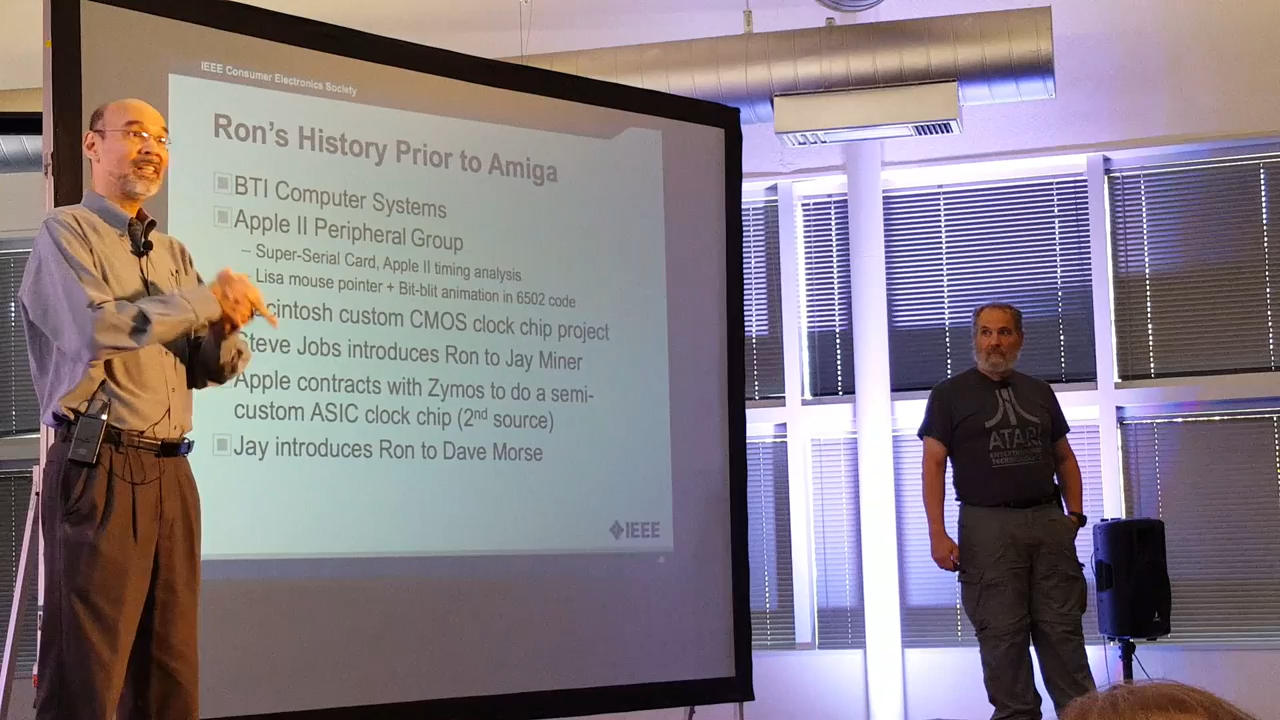 IEEE Consumer Electronics Society
Ron's History Prior to Amiga
BTI Computer Systems
Apple II Peripheral Group
– Super-Serial Card, Apple II timing analysis
Lisa mouse pointer + Bit-blit animation in 6502 code
custom CMOS clock chip project
Steve Jobs introduces Ron to Jay Miner
Apple contracts with Zymos to do a semi-
custom ASIC clock chip (2nd source)
Jay introduces Ron to Dave Morse
IEEE
ATARI